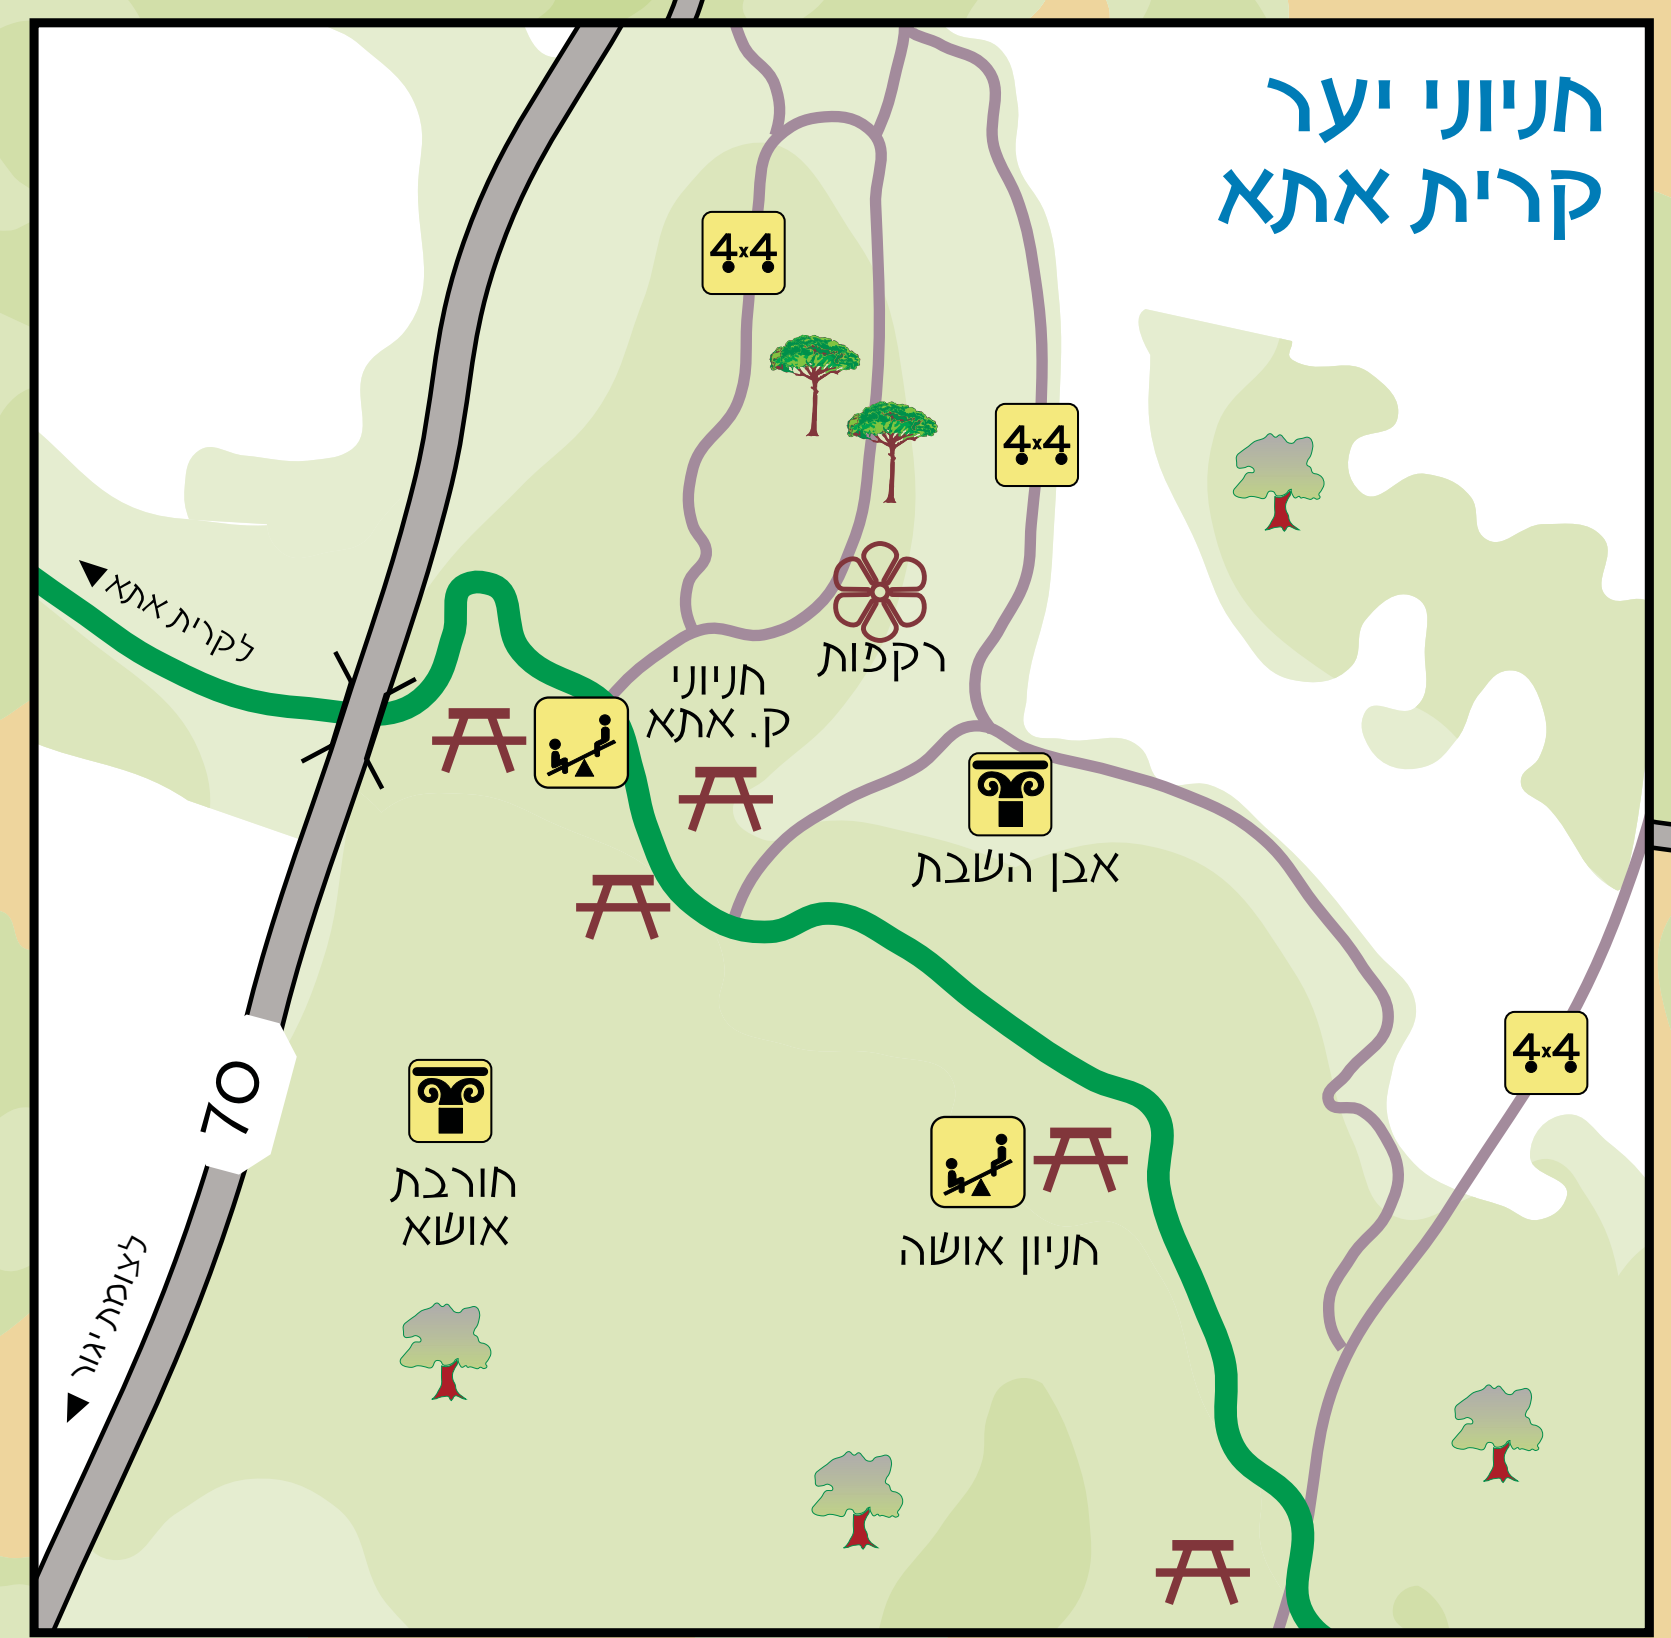 חניוני יער
קרית אתא
4x4
4x4
לקרית אתא
רקפות
חניוני
ק. אתא
אבן השבת
4x4
70
חורבת
אושא
חניון אושה
לצומת יגור